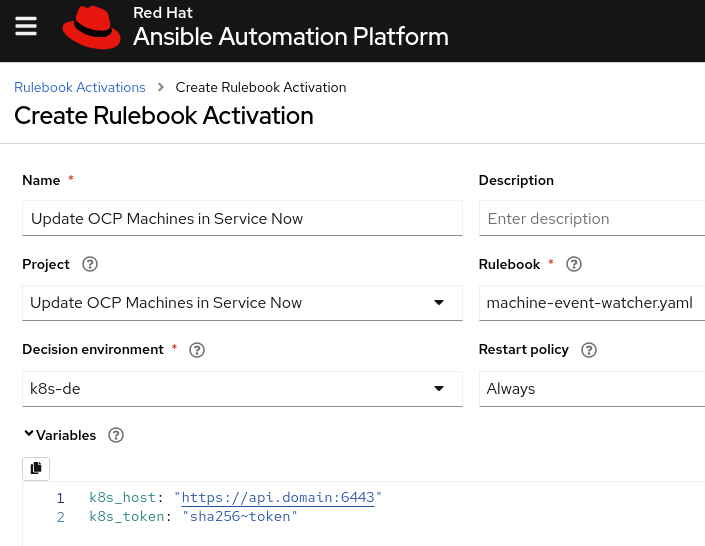 Red Hat
Ansible Automation Platform
Rulebook Activations > Create Rulebook Activation
Create Rulebook Activation
Name * Description
Update OCP Machines in Service Now Enter description
Project ? Rulebook * ?
Update OCP Machines in Service Now machine-event-watcher.yaml
Decision environment * ? Restart policy ?
k8s-de Always
Variables ?
1 k8s_host: "https://api.domain:6443"
2 k8s_token: "sha256~token"